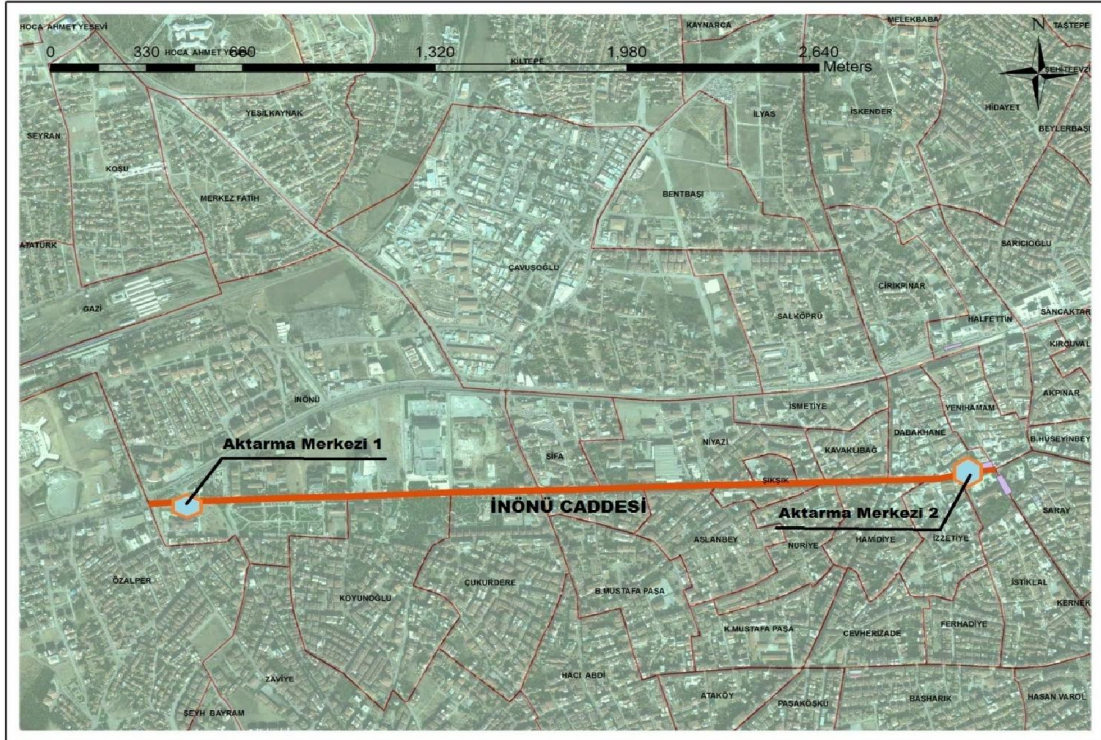 HOCA AHMET YESEVİ
KAYNARCA
MELEKBABA
TAŞTEPE
N
0 330 660 1,320 1,980 2,640
HOCA AHMET YESEVİ
KILTEPE
Meters
YEŞİLKAYNAK
İLYAS
İSKENDER
HİDAYET
BEYLERBAŞI
SEYRAN
KOŞU
MERKEZ FATİH
BENTBAŞI
ATATÜRK
SARICIOĞLU
ÇAVUŞOĞLU
ÇİRİKPINAR
GAZİ
SALKÖPRÜ
HALFETTİN
SANCAKTAR
AKPINAR
İNÖNÜ
İSMETİYE
YENİHAMAM
DABAKHANE
B.HÜSEYİNBEY
Aktarma Merkezi 1
ŞİFA
NİYAZİ
KAVAKLIBAĞ
ŞIKŞIK
İNÖNÜ CADDESİ
Aktarma Merkezi 2
SARAY
ASLANBEY
NURİYE
HAMİDİYE
İZZETİYE
ÖZALPER
KOYUNOĞLU
ÇUKURDERE
B.MUSTAFA PAŞA
İSTİKLAL
KERNEK
K.MUSTAFA PAŞA
CEVHERİZADE
FERHADİYE
ZAVİYE
HACI ABDİ
ATAKÖY
PAŞAKÖŞKÜ
BAŞHARIK
HASAN VAROL
ŞEYH BAYRAM